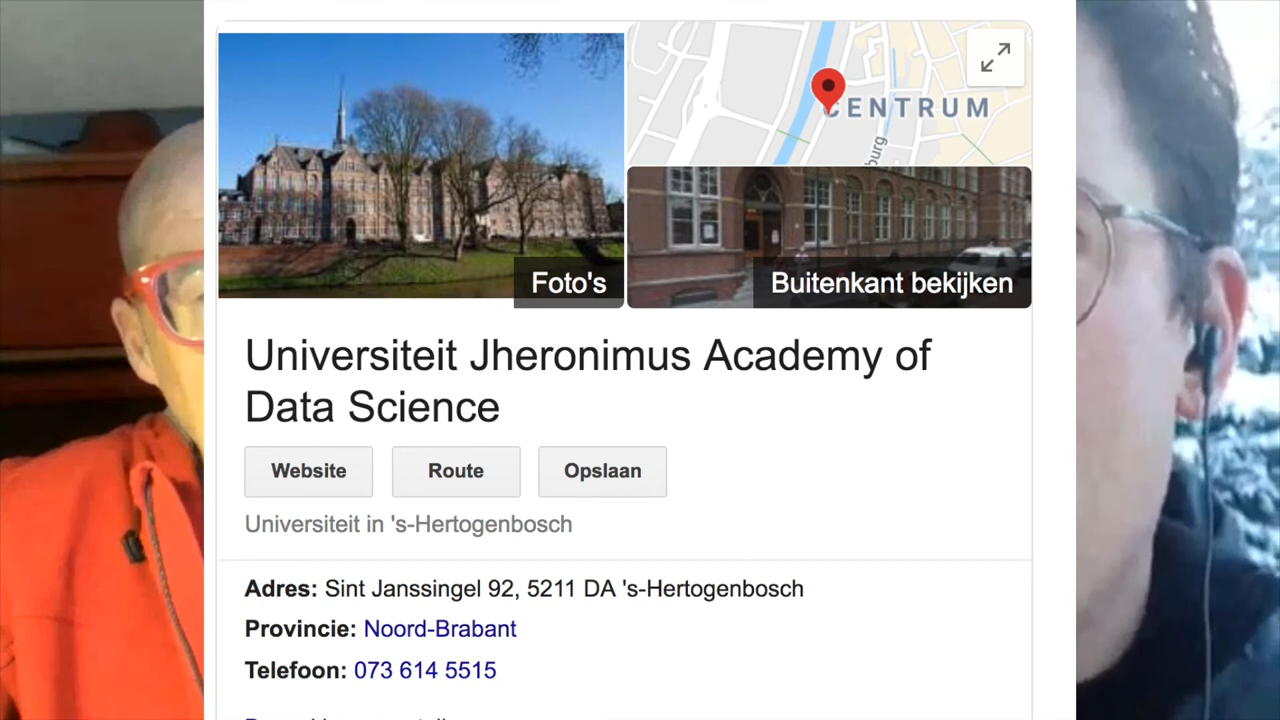 CENTRUM
burg
Foto's
Buitenkant bekijken
Universiteit Jheronimus Academy of
Data Science
Website
Route
Opslaan
Universiteit in 's-Hertogenbosch
Adres: Sint Janssingel 92, 5211 DA 's-Hertogenbosch
Provincie: Noord-Brabant
Telefoon: 073 614 5515